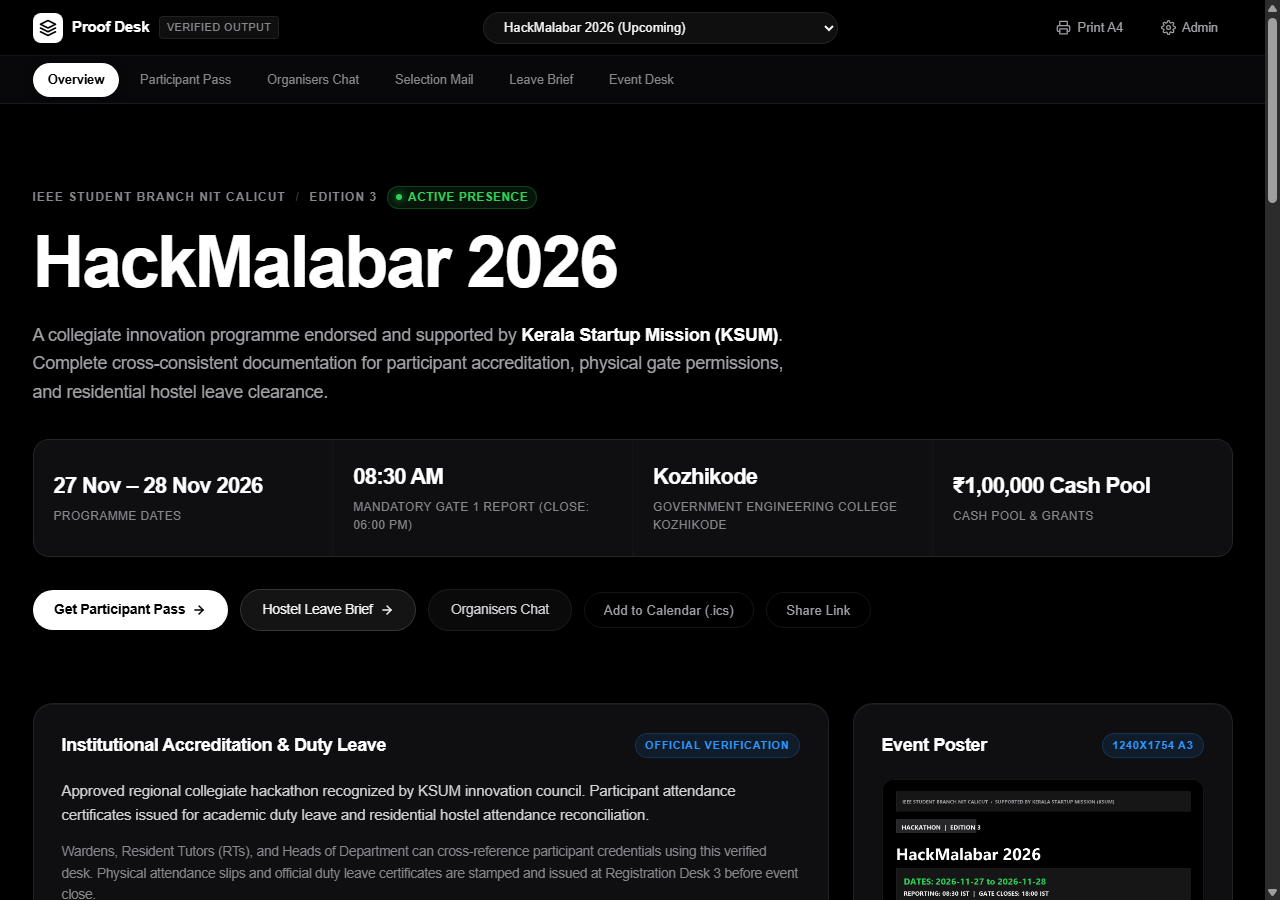 Proof Desk
VERIFIED OUTPUT
HackMalabar 2026 (Upcoming)
Print A4
Admin
Overview
Participant Pass
Organisers Chat
Selection Mail
Leave Brief
Event Desk
IEEE STUDENT BRANCH NIT CALICUT / EDITION 3
ACTIVE PRESENCE
HackMalabar 2026
A collegiate innovation programme endorsed and supported by Kerala Startup Mission (KSUM).
Complete cross-consistent documentation for participant accreditation, physical gate permissions,
and residential hostel leave clearance.
27 Nov – 28 Nov 2026
PROGRAMME DATES
08:30 AM
MANDATORY GATE 1 REPORT (CLOSE:
06:00 PM)
Kozhikode
GOVERNMENT ENGINEERING COLLEGE
KOZHIKODE
₹1,00,000 Cash Pool
CASH POOL & GRANTS
Get Participant Pass →
Hostel Leave Brief →
Organisers Chat
Add to Calendar (.ics)
Share Link
Institutional Accreditation & Duty Leave
OFFICIAL VERIFICATION
Approved regional collegiate hackathon recognized by KSUM innovation council. Participant attendance
certificates issued for academic duty leave and residential hostel attendance reconciliation.
Wardens, Resident Tutors (RTs), and Heads of Department can cross-reference participant credentials using this verified
desk. Physical attendance slips and official duty leave certificates are stamped and issued at Registration Desk 3 before event
close.
Event Poster
1240X1754 A3
IEEE STUDENT BRANCH NIT CALICUT • SUPPORTED BY KERALA STARTUP MISSION (KSUM)
HACKATHON | EDITION 3
HackMalabar 2026
DATES: 2026-11-27 to 2026-11-28
REPORTING: 08:30 IST | GATE CLOSES: 18:00 IST